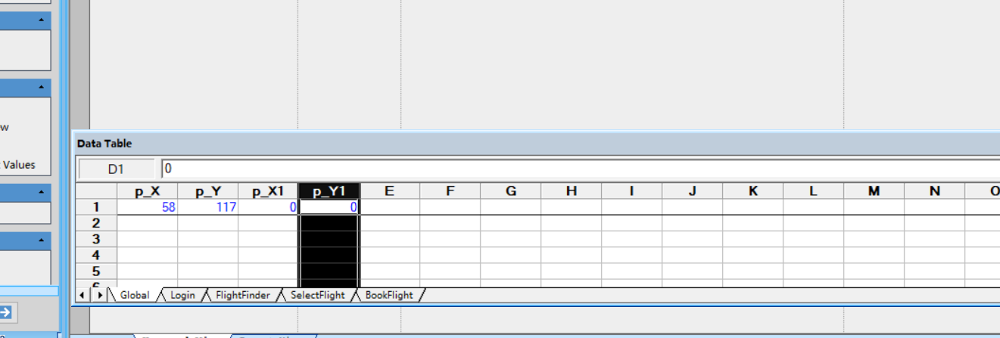 w
Values
Data Table
D1 0
p_X p_Y p_X1 p_Y1 E F G H I J K L M N O
1 58 117 0 0
2
3
4
5
Global Login FlightFinder SelectFlight BookFlight